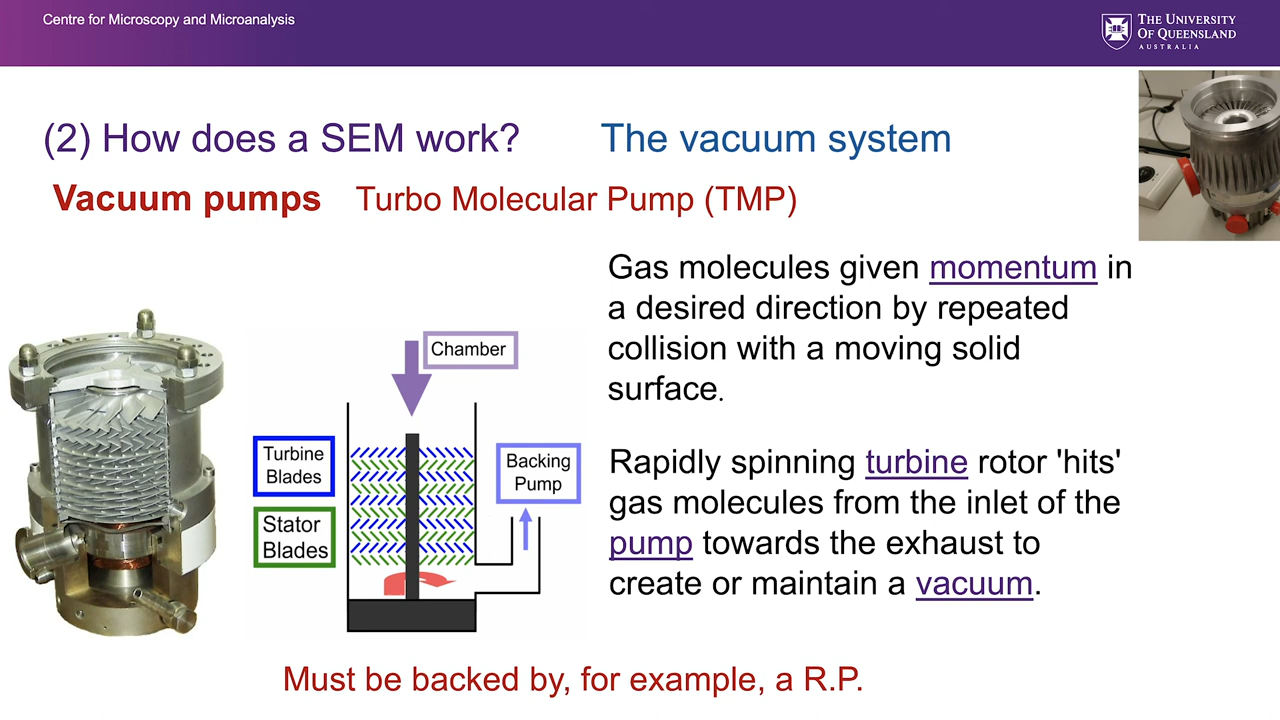 Centre for Microscopy and Microanalysis
THE UNIVERSITY
OF QUEENSLAND
AUSTRALIA
(2) How does a SEM work? The vacuum system
Vacuum pumps Turbo Molecular Pump (TMP)
Gas molecules given momentum in
a desired direction by repeated
collision with a moving solid
surface.
Chamber
Turbine
Blades
Stator
Blades
Backing
Pump
Rapidly spinning turbine rotor 'hits'
gas molecules from the inlet of the
pump towards the exhaust to
create or maintain a vacuum.
Must be backed by, for example, a R.P.